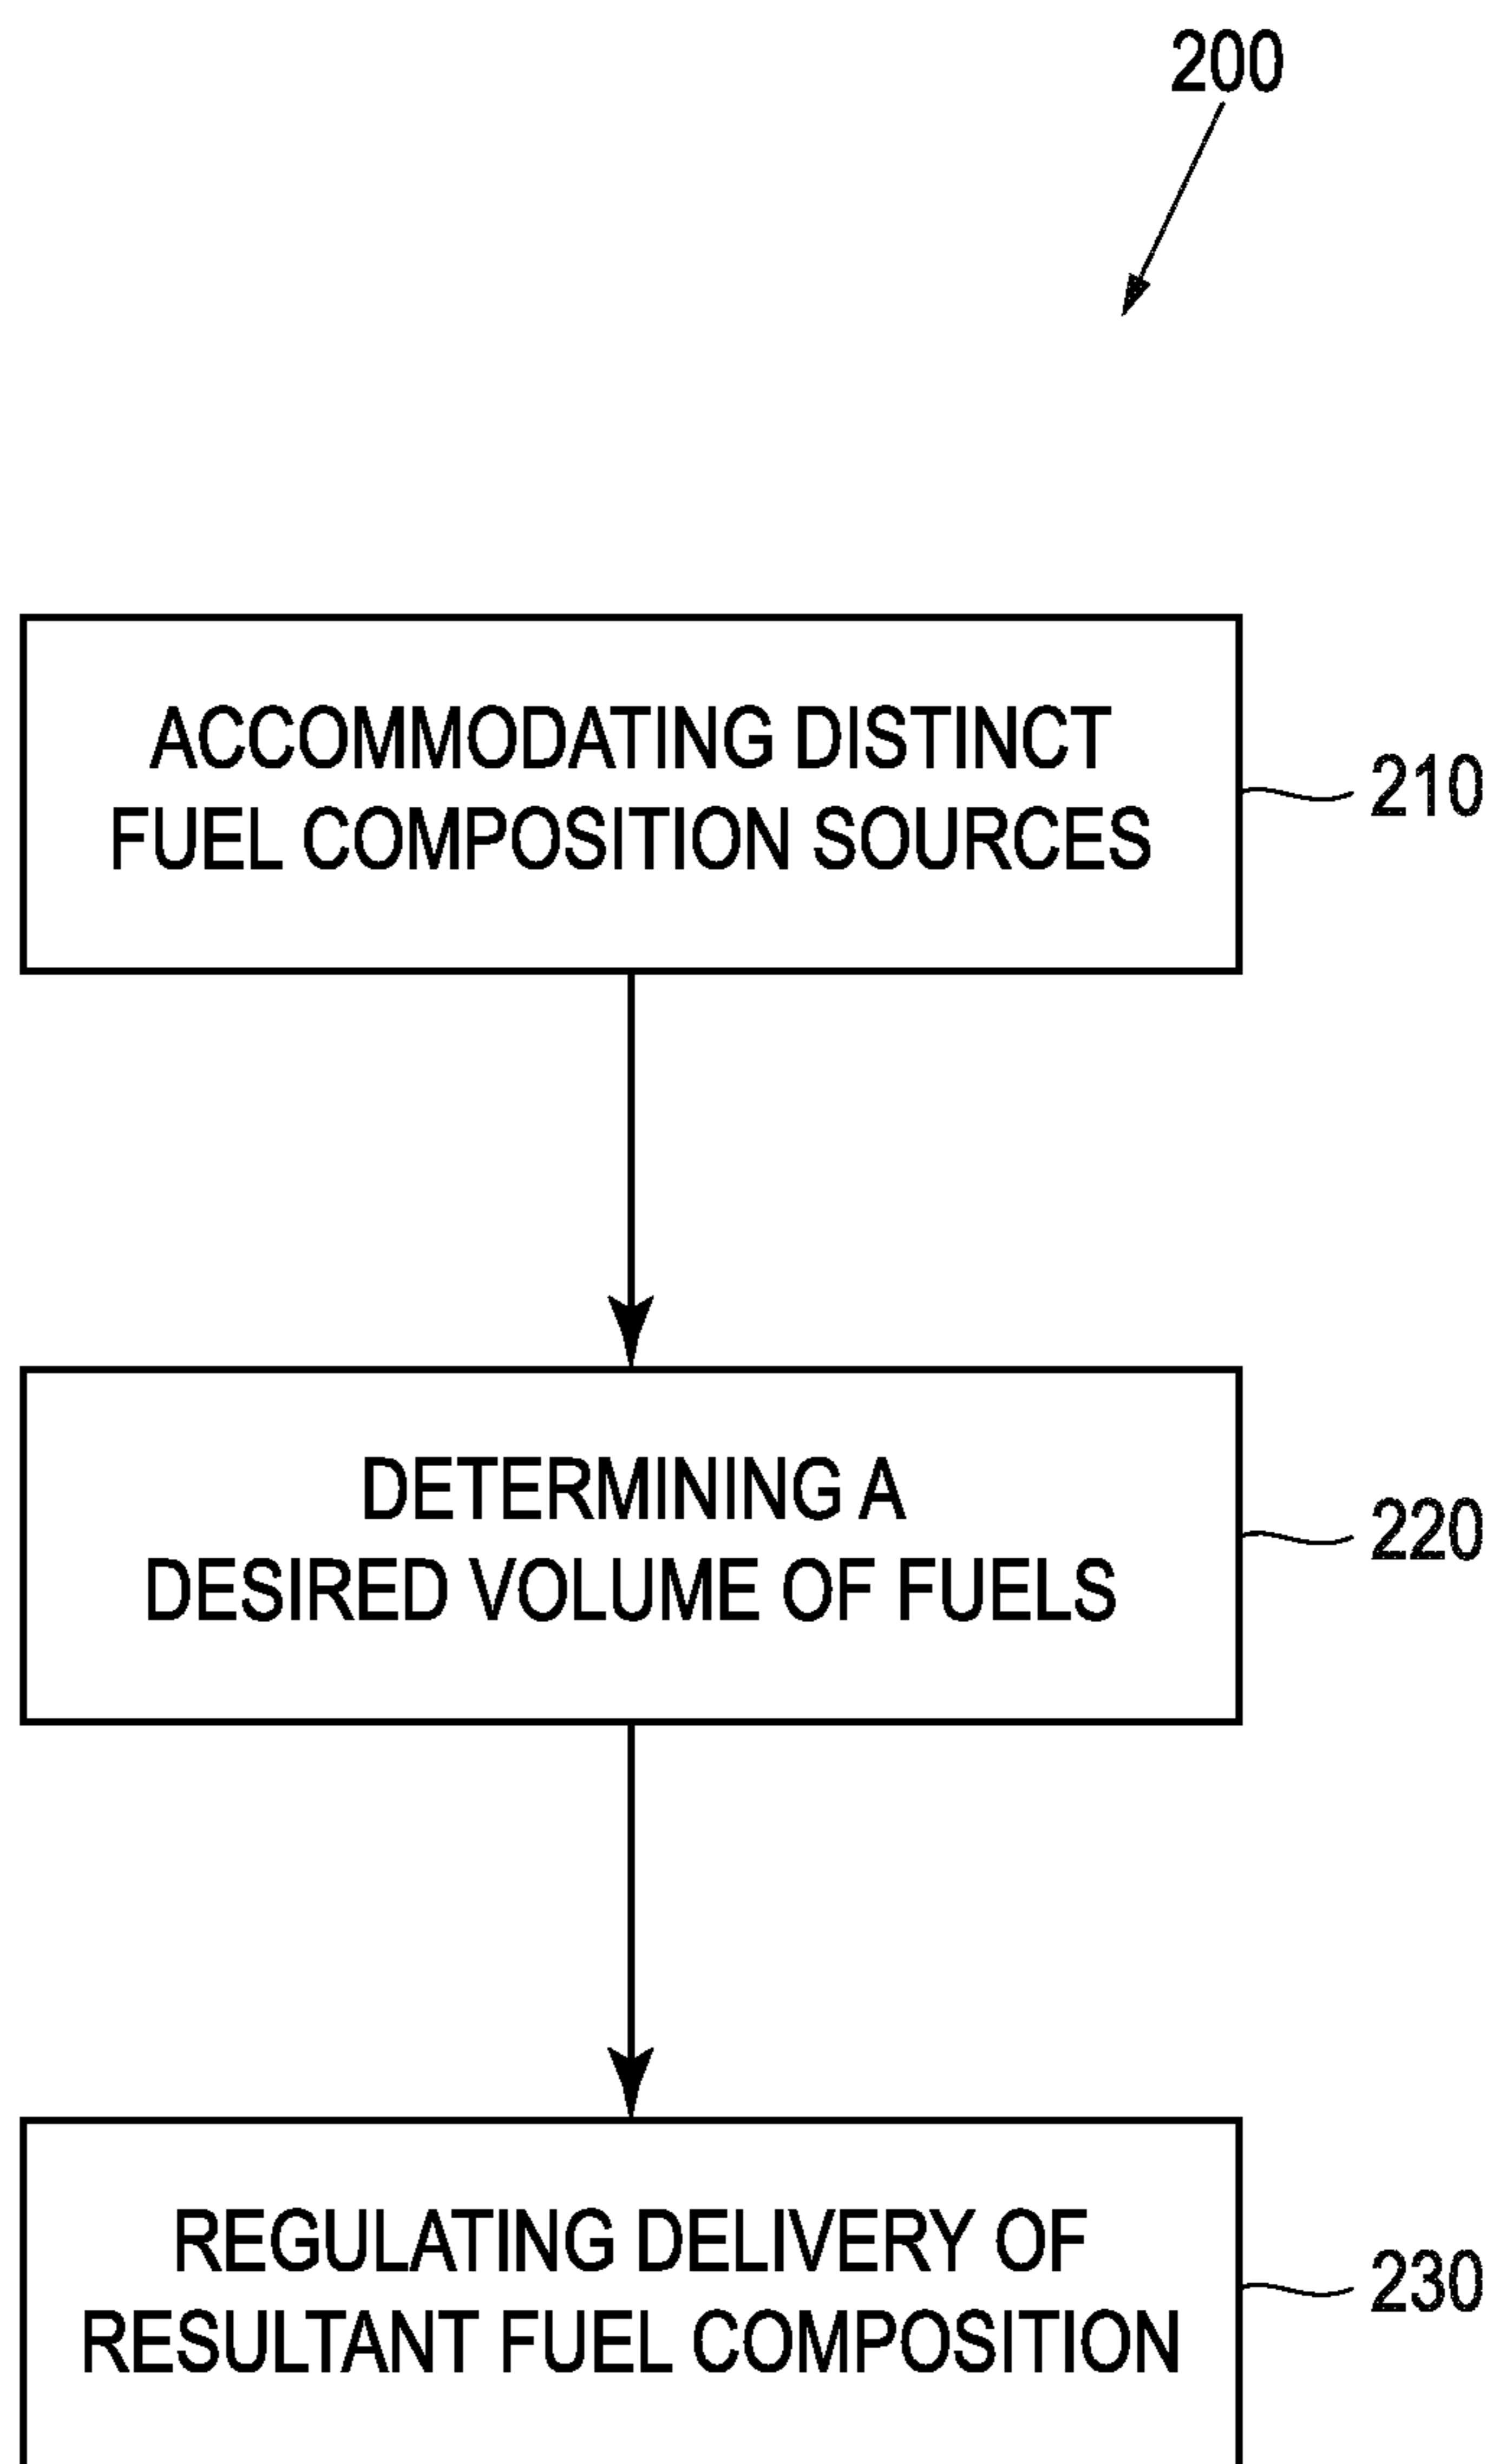 200
ACCOMMODATING DISTINCT
FUEL COMPOSITION SOURCES
210
DETERMINING A
DESIRED VOLUME OF FUELS
220
REGULATING DELIVERY OF
RESULTANT FUEL COMPOSITION
230